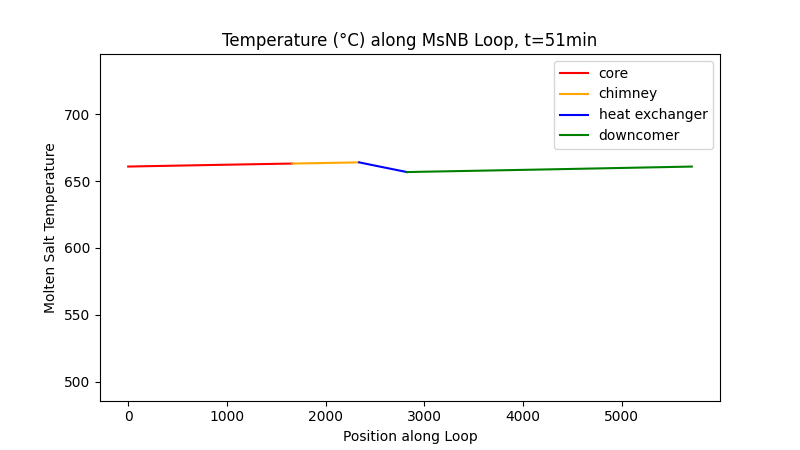 Temperature (°C) along MsNB Loop, t=51min
core
chimney
heat exchanger
downcomer
Molten Salt Temperature
700
650
600
550
500
0 1000 2000 3000 4000 5000
Position along Loop